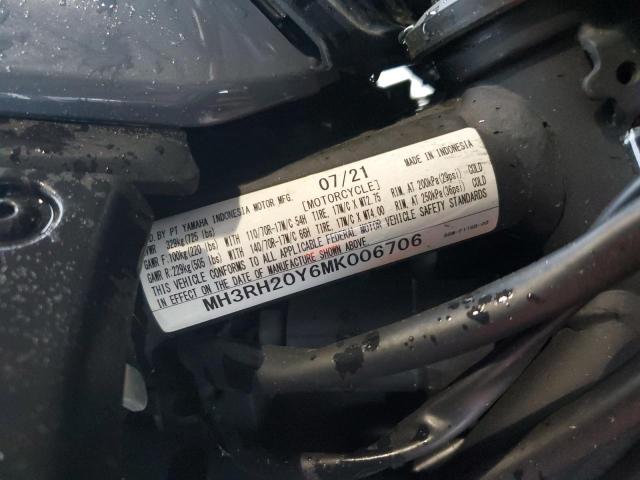 07/21
D. BY PT YAMAHA INDONESIA MOTOR MFG. [MOTORCYCLE] MADE IN INDONESIA
329kg(725 lbs)
GAWR F:100kg(220 lbs) WITH 110/70R-17M/C 54H TIRE, 17M/C X MT2.75 RIM, AT 200kPa(29psi) COLD
GAWR R:229kg(505 lbs) WITH 140/70R-17M/C 66H TIRE, 17M/C X MT4.00 RIM, AT 250kPa(36psi) COLD
THIS VEHICLE CONFORMS TO ALL APPLICABLE FEDERAL MOTOR VEHICLE SAFETY STANDARDS
IN EFFECT ON THE DATE OF MANUFACTURE SHOWN ABOVE.
MH3RH20Y6MK006706